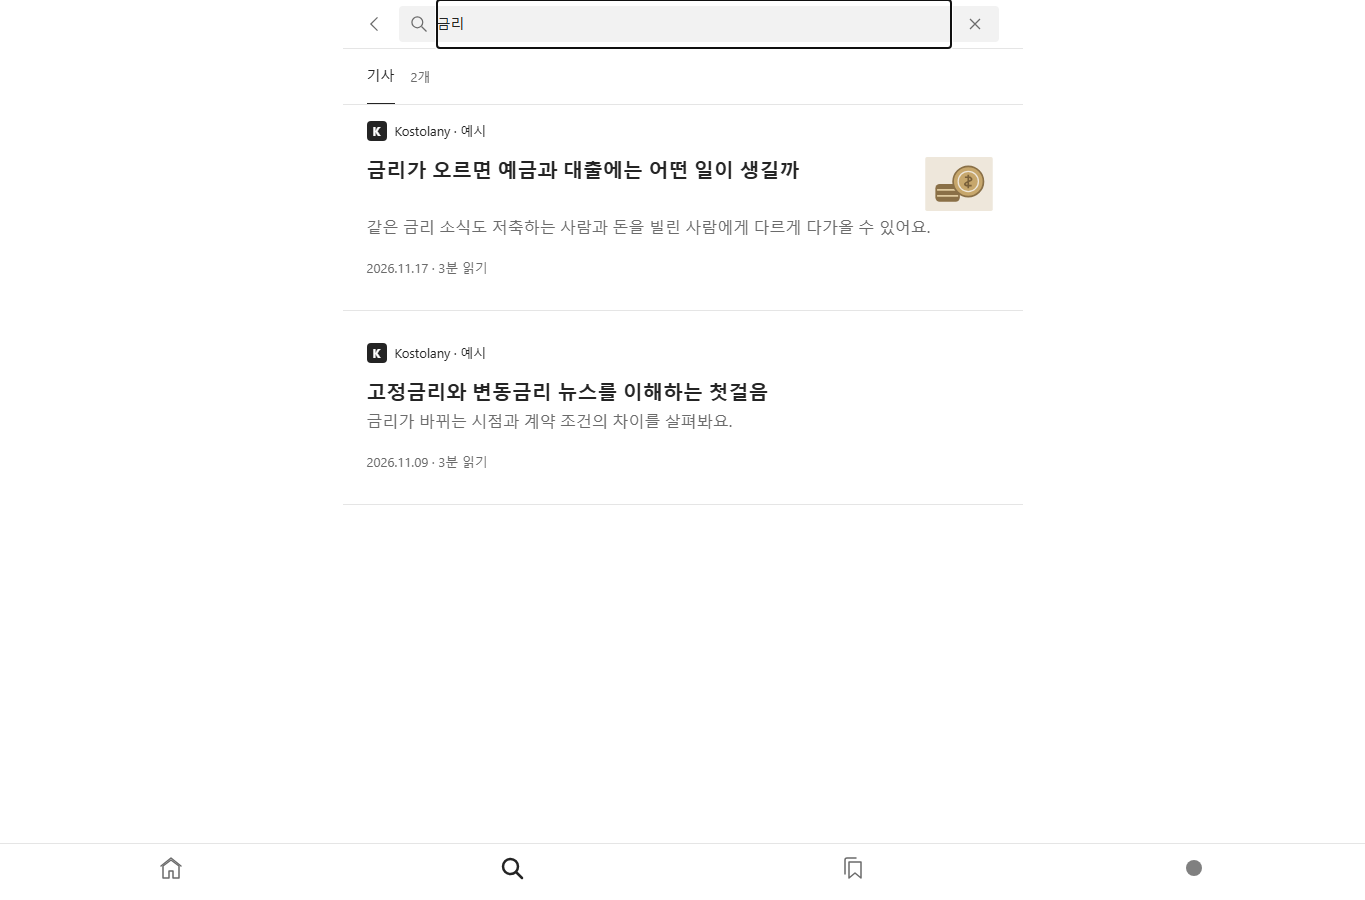 금리
기사 2개
K Kostolany · 예시
금리가 오르면 예금과 대출에는 어떤 일이 생길까
같은 금리 소식도 저축하는 사람과 돈을 빌린 사람에게 다르게 다가올 수 있어요.
2026.11.17 · 3분 읽기
K Kostolany · 예시
고정금리와 변동금리 뉴스를 이해하는 첫걸음
금리가 바뀌는 시점과 계약 조건의 차이를 살펴봐요.
2026.11.09 · 3분 읽기